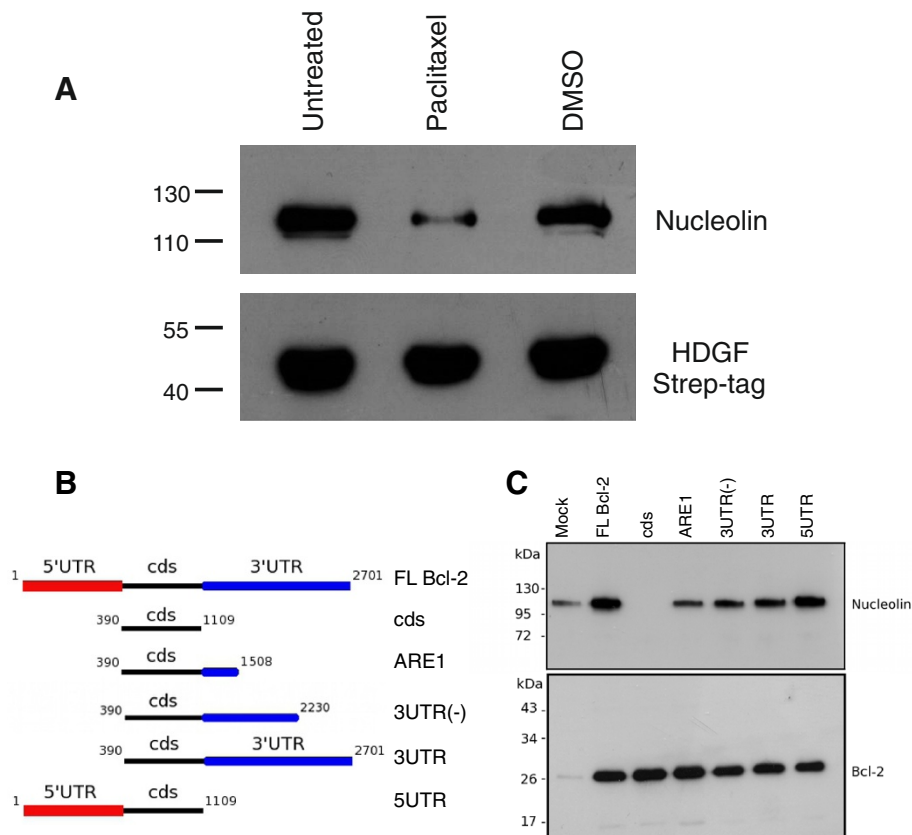 A
Untreated
Paclitaxel
DMSO
130
110
Nucleolin
55
40
HDGF
Strep-tag
B
1 5'UTR cds 3'UTR 2701 FL Bcl-2
390 cds 1109 cds
390 cds 1508 ARE1
390 cds 2230 3UTR(-)
390 cds 3'UTR 2701 3UTR
1 5'UTR cds 1109 5UTR
C
Mock
FL Bcl-2
cds
ARE1
3UTR(-)
3UTR
5UTR
kDa
130-
95 -
72 -
Nucleolin
kDa
43 -
34 -
26 -
17 -
Bcl-2